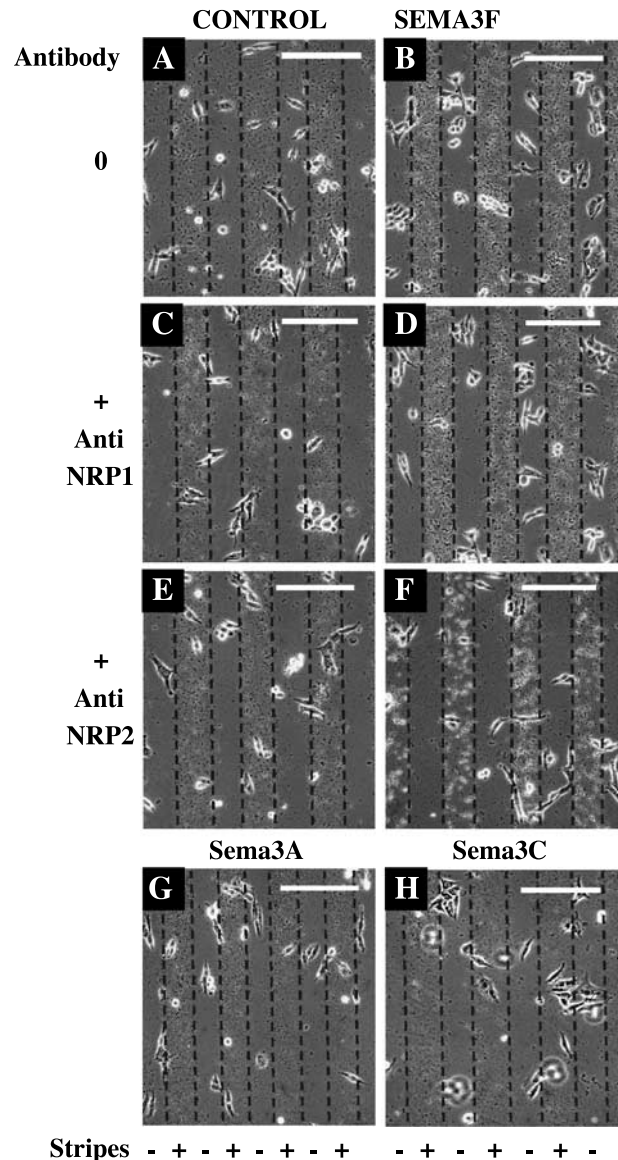 CONTROL SEMA3F
Antibody
A B
0
C D
+
Anti
NRP1
E F
+
Anti
NRP2
Sema3A Sema3C
G H
Stripes - + - + - + - + - + - + -